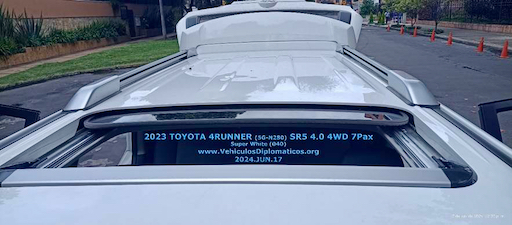 2023 TOYOTA 4RUNNER (5G-N280) SR5 4.0 4WD 7Pax
Super White (040)
www.VehiculosDiplomaticos.org
2024.JUN.17